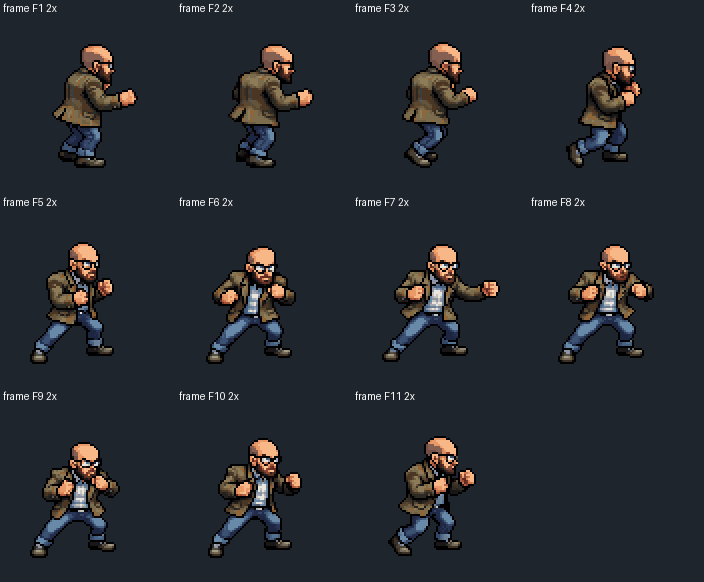 frame F1 2x
frame F2 2x
frame F3 2x
frame F4 2x
frame F5 2x
frame F6 2x
frame F7 2x
frame F8 2x
frame F9 2x
frame F10 2x
frame F11 2x